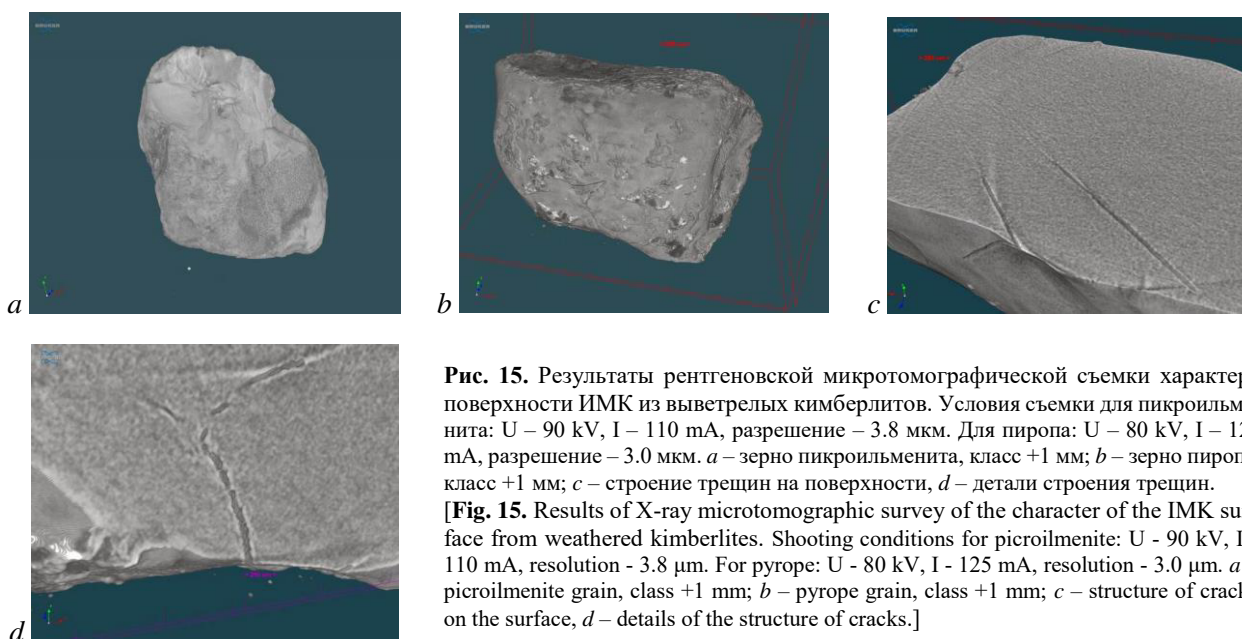 BRUKER
BRUKER
BRUKER
a
b
c
d
Рис. 15. Результаты рентгеновской микротомографической съемки характер
поверхности ИМК из выветрелых кимберлитов. Условия съемки для пикроильм
нита: U – 90 kV, I – 110 mA, разрешение – 3.8 мкм. Для пиропа: U – 80 kV, I – 12
mA, разрешение – 3.0 мкм. a – зерно пикроильменита, класс +1 мм; b – зерно пироп
класс +1 мм; c – строение трещин на поверхности, d – детали строения трещин.
[Fig. 15. Results of X-ray microtomographic survey of the character of the IMK su
face from weathered kimberlites. Shooting conditions for picroilmenite: U - 90 kV, I
110 mA, resolution - 3.8 μm. For pyrope: U - 80 kV, I - 125 mA, resolution - 3.0 μm. a
picroilmenite grain, class +1 mm; b – pyrope grain, class +1 mm; c – structure of crack
on the surface, d – details of the structure of cracks.]